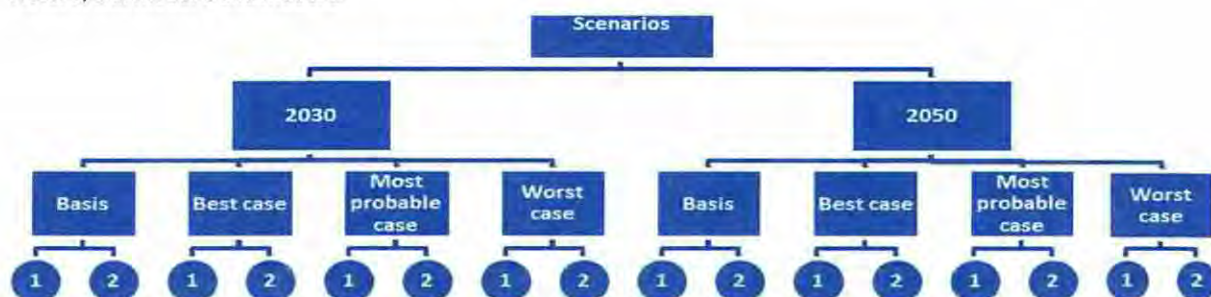 Scenarios
2030
2050
Basis
Best case
Most
probable
case
Worst
case
Basis
Best case
Most
probable
case
Worst
case
1 2 1 2 1 2 1 2 1 2 1 2 1 2 1 2